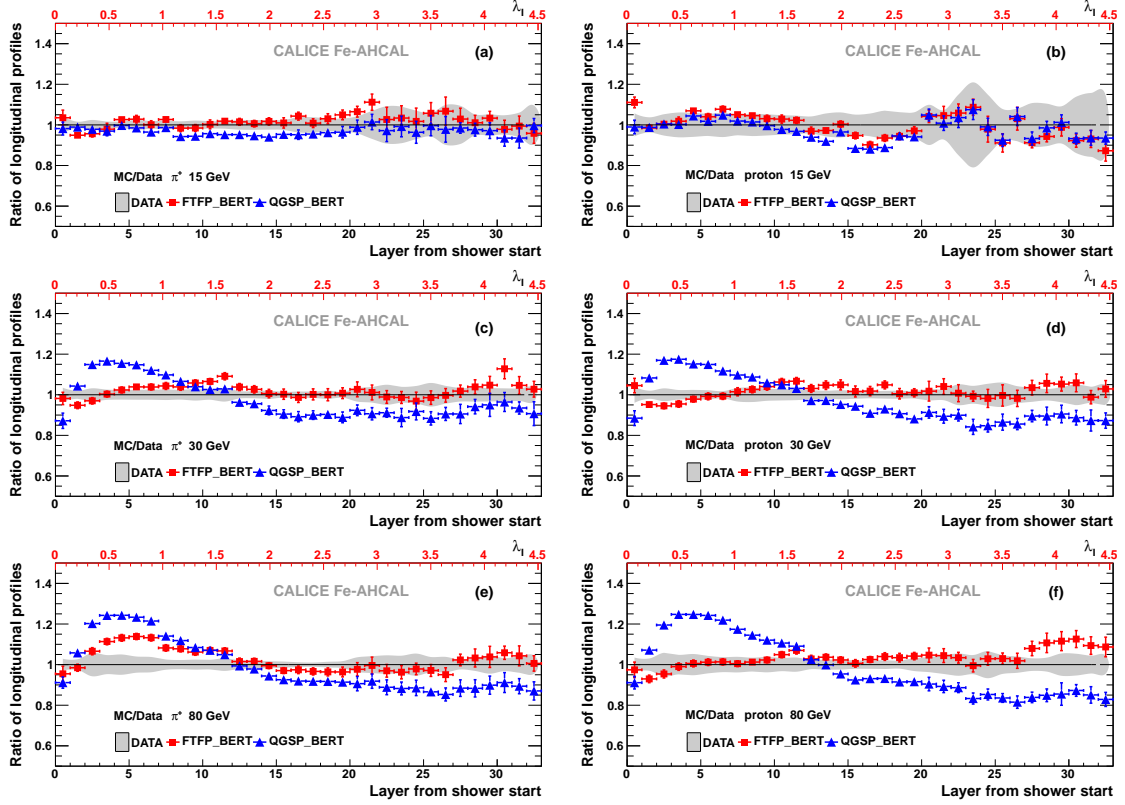 0 0.5 1 1.5 2 2.5 3 3.5 4 4.5 λI
Ratio of longitudinal profiles
1.4
1.2
1
0.8
0.6
CALICE Fe-AHCAL (a)
MC/Data π+ 15 GeV
DATA FTFP_BERT QGSP_BERT
0 5 10 15 20 25 30
Layer from shower start
0 0.5 1 1.5 2 2.5 3 3.5 4 4.5 λI
Ratio of longitudinal profiles
1.4
1.2
1
0.8
0.6
CALICE Fe-AHCAL (b)
MC/Data proton 15 GeV
DATA FTFP_BERT QGSP_BERT
0 5 10 15 20 25 30
Layer from shower start
0 0.5 1 1.5 2 2.5 3 3.5 4 4.5 λI
Ratio of longitudinal profiles
1.4
1.2
1
0.8
0.6
CALICE Fe-AHCAL (c)
MC/Data π+ 30 GeV
DATA FTFP_BERT QGSP_BERT
0 5 10 15 20 25 30
Layer from shower start
0 0.5 1 1.5 2 2.5 3 3.5 4 4.5 λI
Ratio of longitudinal profiles
1.4
1.2
1
0.8
0.6
CALICE Fe-AHCAL (d)
MC/Data proton 30 GeV
DATA FTFP_BERT QGSP_BERT
0 5 10 15 20 25 30
Layer from shower start
0 0.5 1 1.5 2 2.5 3 3.5 4 4.5 λI
Ratio of longitudinal profiles
1.4
1.2
1
0.8
0.6
CALICE Fe-AHCAL (e)
MC/Data π+ 80 GeV
DATA FTFP_BERT QGSP_BERT
0 5 10 15 20 25 30
Layer from shower start
0 0.5 1 1.5 2 2.5 3 3.5 4 4.5 λI
Ratio of longitudinal profiles
1.4
1.2
1
0.8
0.6
CALICE Fe-AHCAL (f)
MC/Data proton 80 GeV
DATA FTFP_BERT QGSP_BERT
0 5 10 15 20 25 30
Layer from shower start